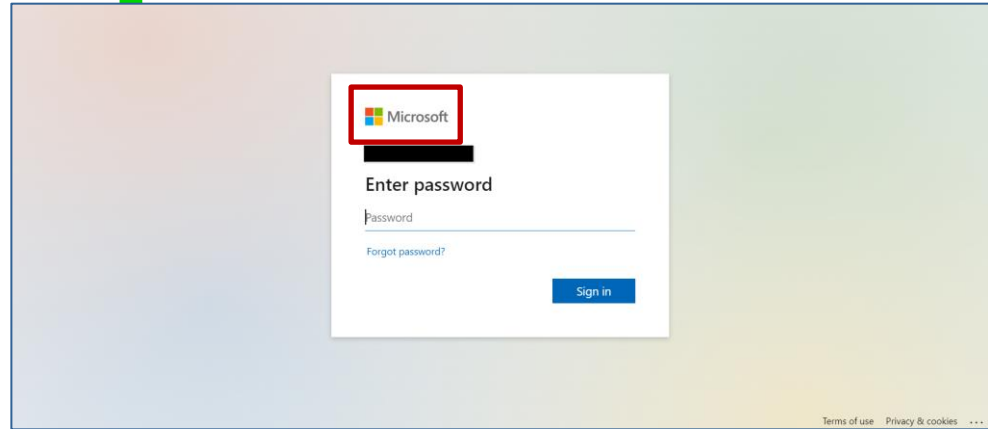 Microsoft
Enter password
Password
Forgot password?
Sign in
Terms of use Privacy & cookies ...